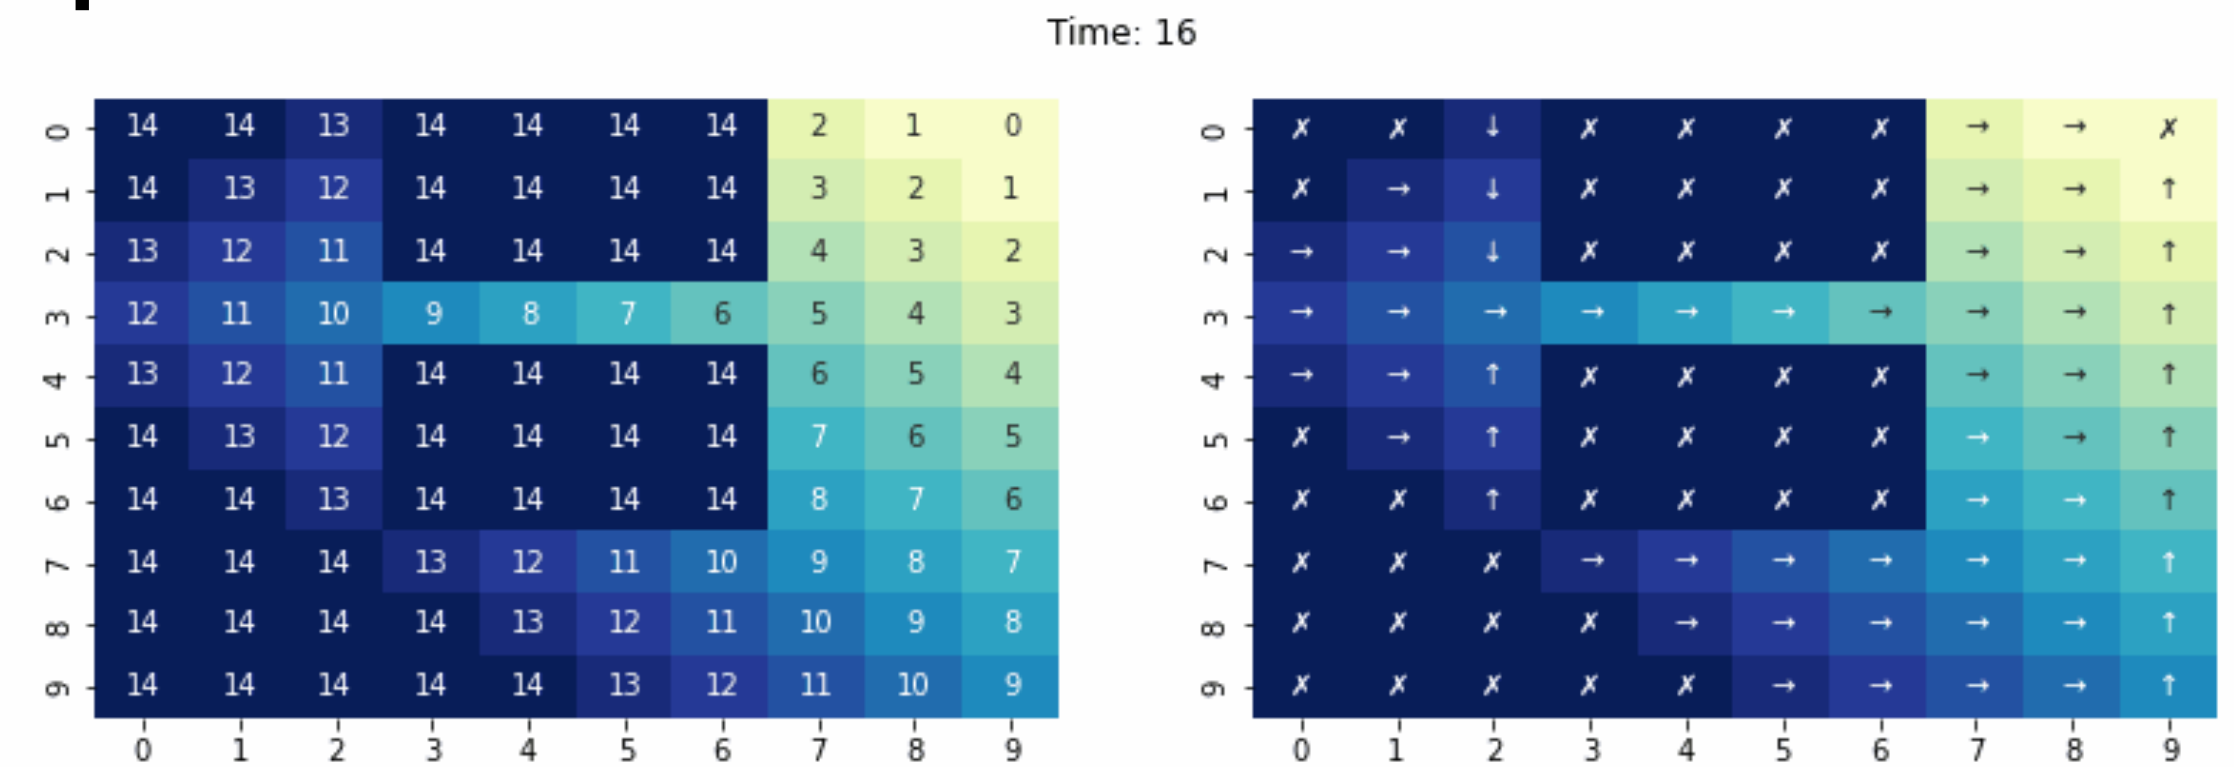 Time: 16
0 14 14 13 14 14 14 14 2 1 0
1 14 13 12 14 14 14 14 3 2 1
2 13 12 11 14 14 14 14 4 3 2
3 12 11 10 9 8 7 6 5 4 3
4 13 12 11 14 14 14 14 6 5 4
5 14 13 12 14 14 14 14 7 6 5
6 14 14 13 14 14 14 14 8 7 6
7 14 14 14 13 12 11 10 9 8 7
8 14 14 14 14 13 12 11 10 9 8
9 14 14 14 14 14 13 12 11 10 9
0 1 2 3 4 5 6 7 8 9
0 ✗ ✗ ↓ ✗ ✗ ✗ ✗ → → ✗
1 ✗ → ↓ ✗ ✗ ✗ ✗ → → ↑
2 → → ↓ ✗ ✗ ✗ ✗ → → ↑
3 → → → → → → → → → ↑
4 → → ↑ ✗ ✗ ✗ ✗ → → ↑
5 ✗ → ↑ ✗ ✗ ✗ ✗ → → ↑
6 ✗ ✗ ↑ ✗ ✗ ✗ ✗ → → ↑
7 ✗ ✗ ✗ → → → → → → ↑
8 ✗ ✗ ✗ ✗ → → → → → ↑
9 ✗ ✗ ✗ ✗ ✗ → → → → ↑
0 1 2 3 4 5 6 7 8 9